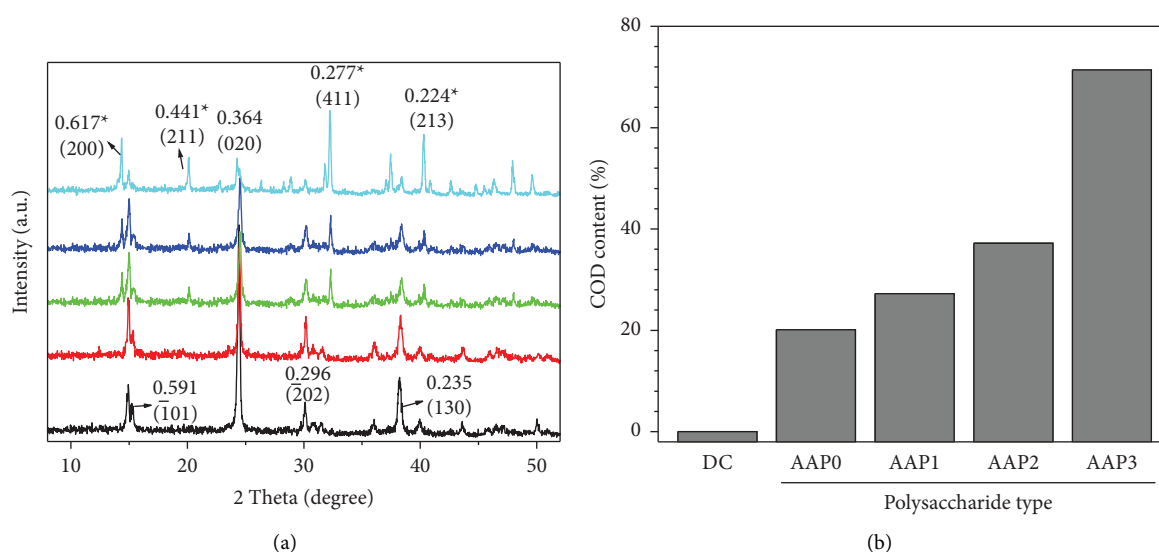 0.617*
(200)
0.441*
(211)
0.364
(020)
0.277*
(411)
0.224*
(213)
0.591
(̅101)
0.296
(̅202)
0.235
(130)
Intensity (a.u.)
10
20
30
40
50
2 Theta (degree)
(a)
80
60
40
20
0
COD content (%)
DC
AAP0
AAP1
AAP2
AAP3
Polysaccharide type
(b)